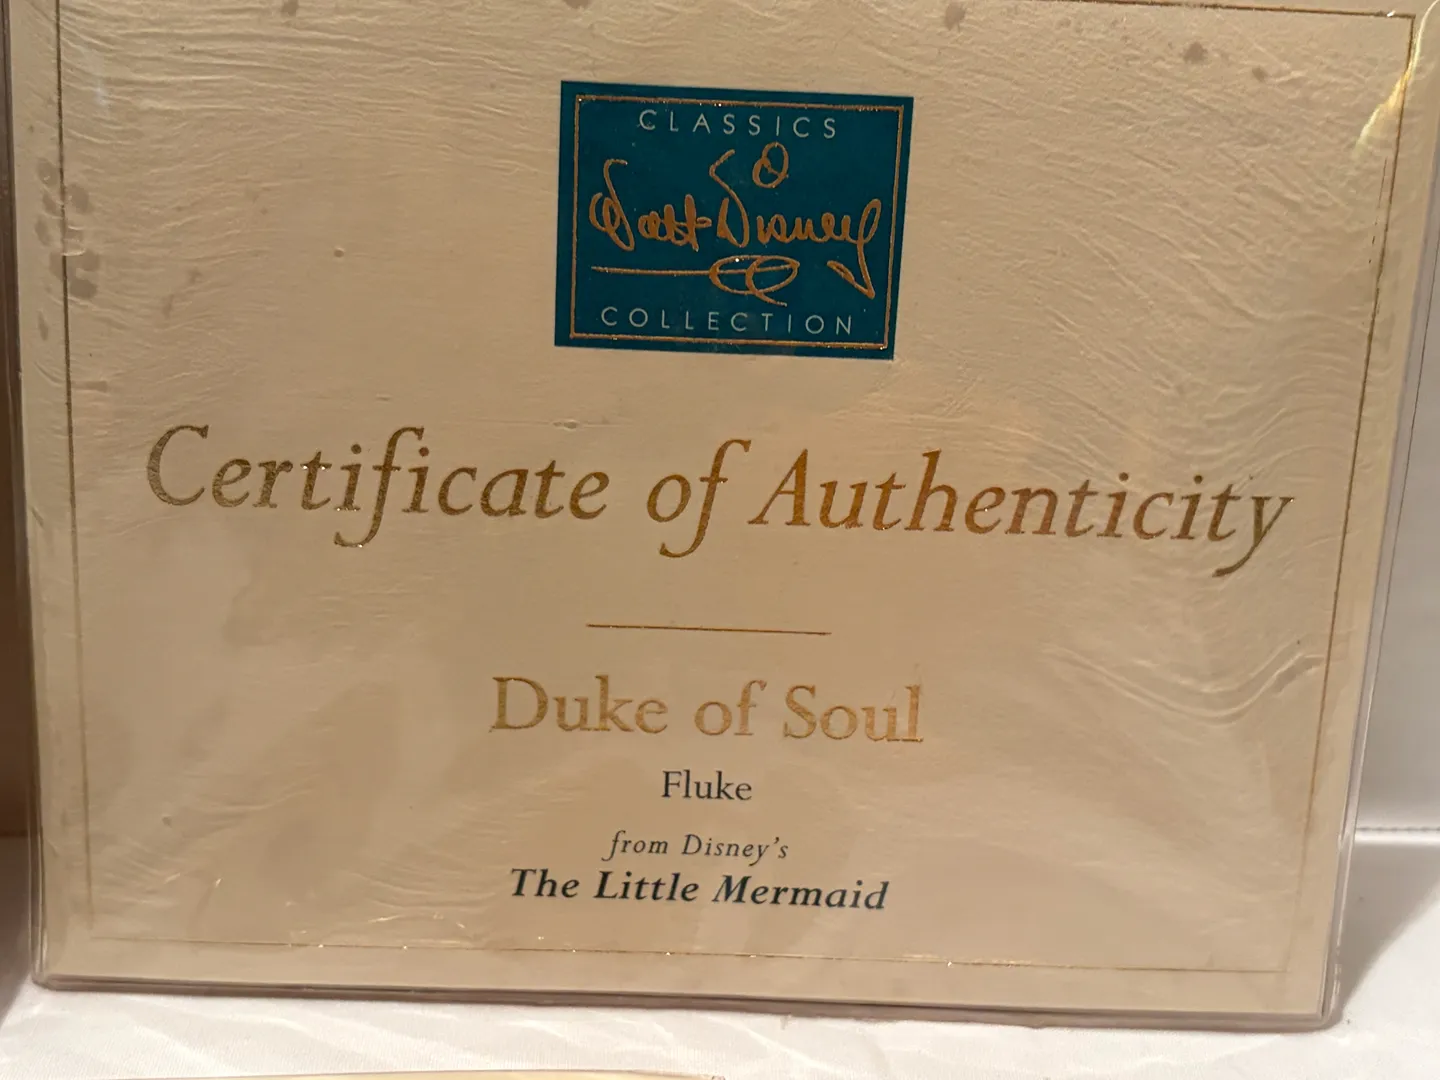 CLASSICS
Walt Disney
COLLECTION
Certificate of Authenticity
Duke of Soul
Fluke
from Disney's
The Little Mermaid